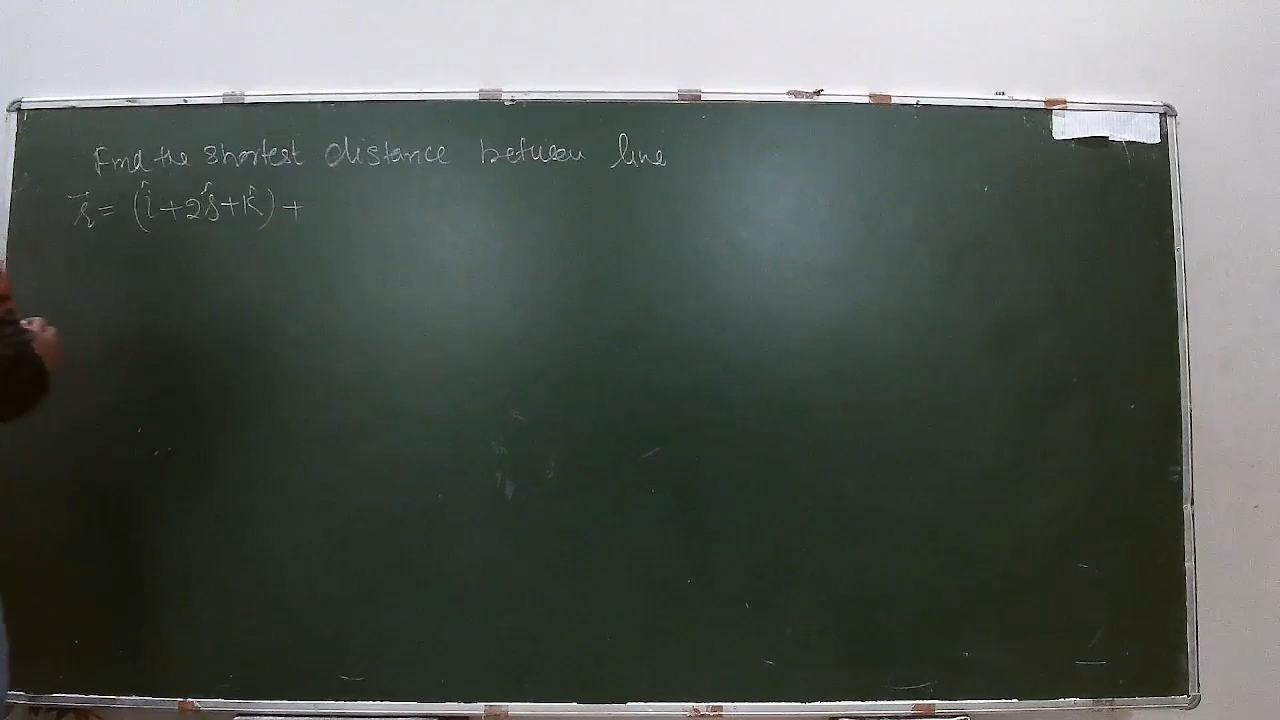 Find the shortest distance between line
r⃗ = (î+2ĵ+k̂) +